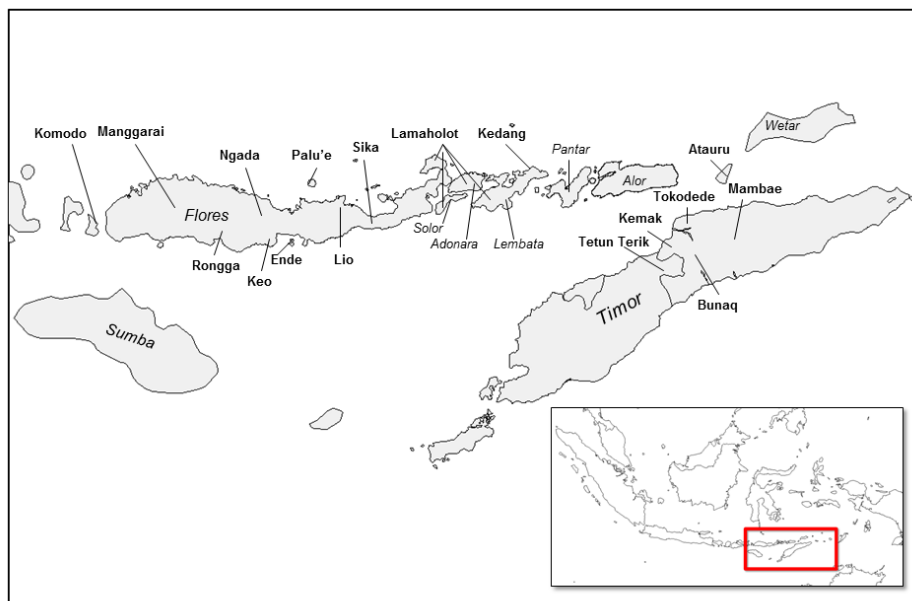 Wetar
Komodo
Manggarai
Ngada
Palu’e
Sika
Lamaholot
Kedang
Pantar
Alor
Atauru
Tokodede
Mambae
Flores
Kemak
Solor
Adonara
Lembata
Tetun Terik
Rongga
Keo
Ende
Lio
Bunaq
Timor
Sumba